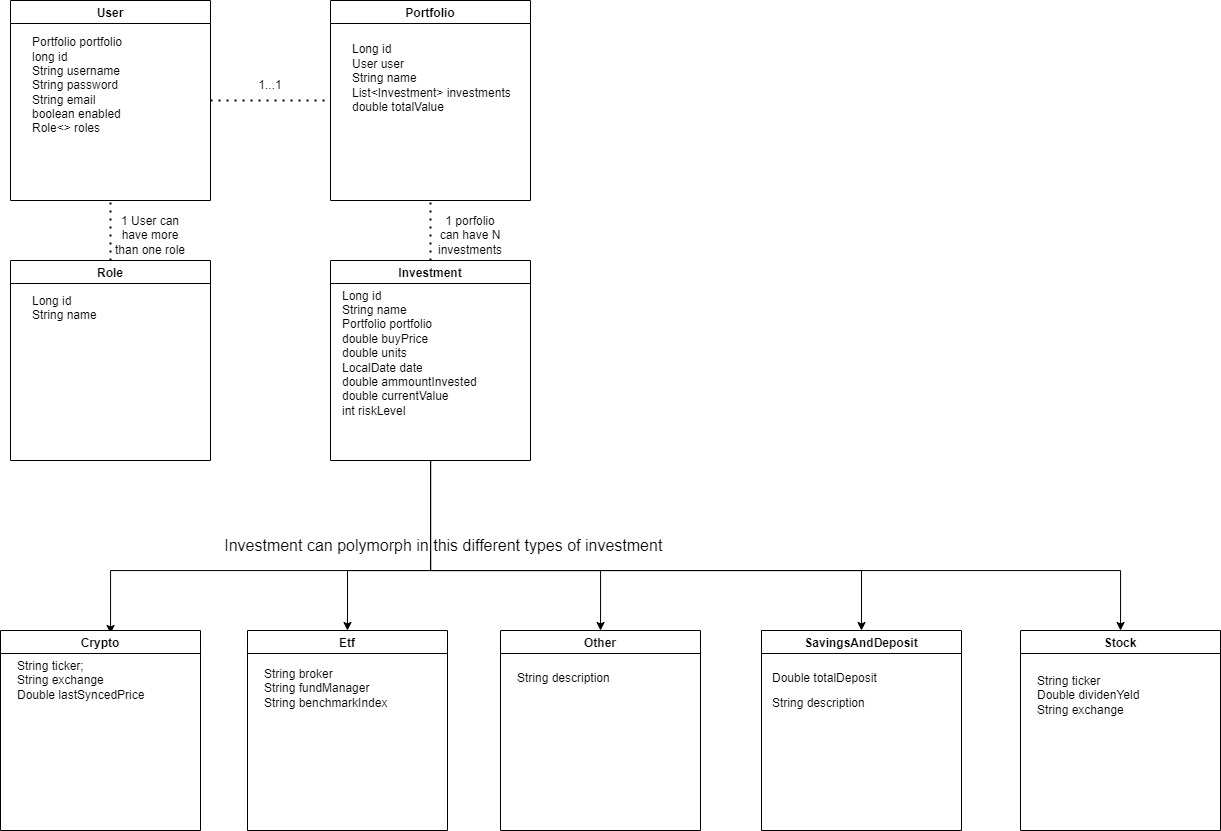 User
Portfolio portfolio
long id
String username
String password
String email
boolean enabled
Role<> roles
1...1
Portfolio
Long id
User user
String name
List<Investment> investments
double totalValue
1 User can
have more
than one role
1 porfolio
can have N
investments
Role
Long id
String name
Investment
Long id
String name
Portfolio portfolio
double buyPrice
double units
LocalDate date
double ammountInvested
double currentValue
int riskLevel
Investment can polymorph in this different types of investment
Crypto
String ticker;
String exchange
Double lastSyncedPrice
Etf
String broker
String fundManager
String benchmarkIndex
Other
String description
SavingsAndDeposit
Double totalDeposit
String description
Stock
String ticker
Double dividenYeld
String exchange